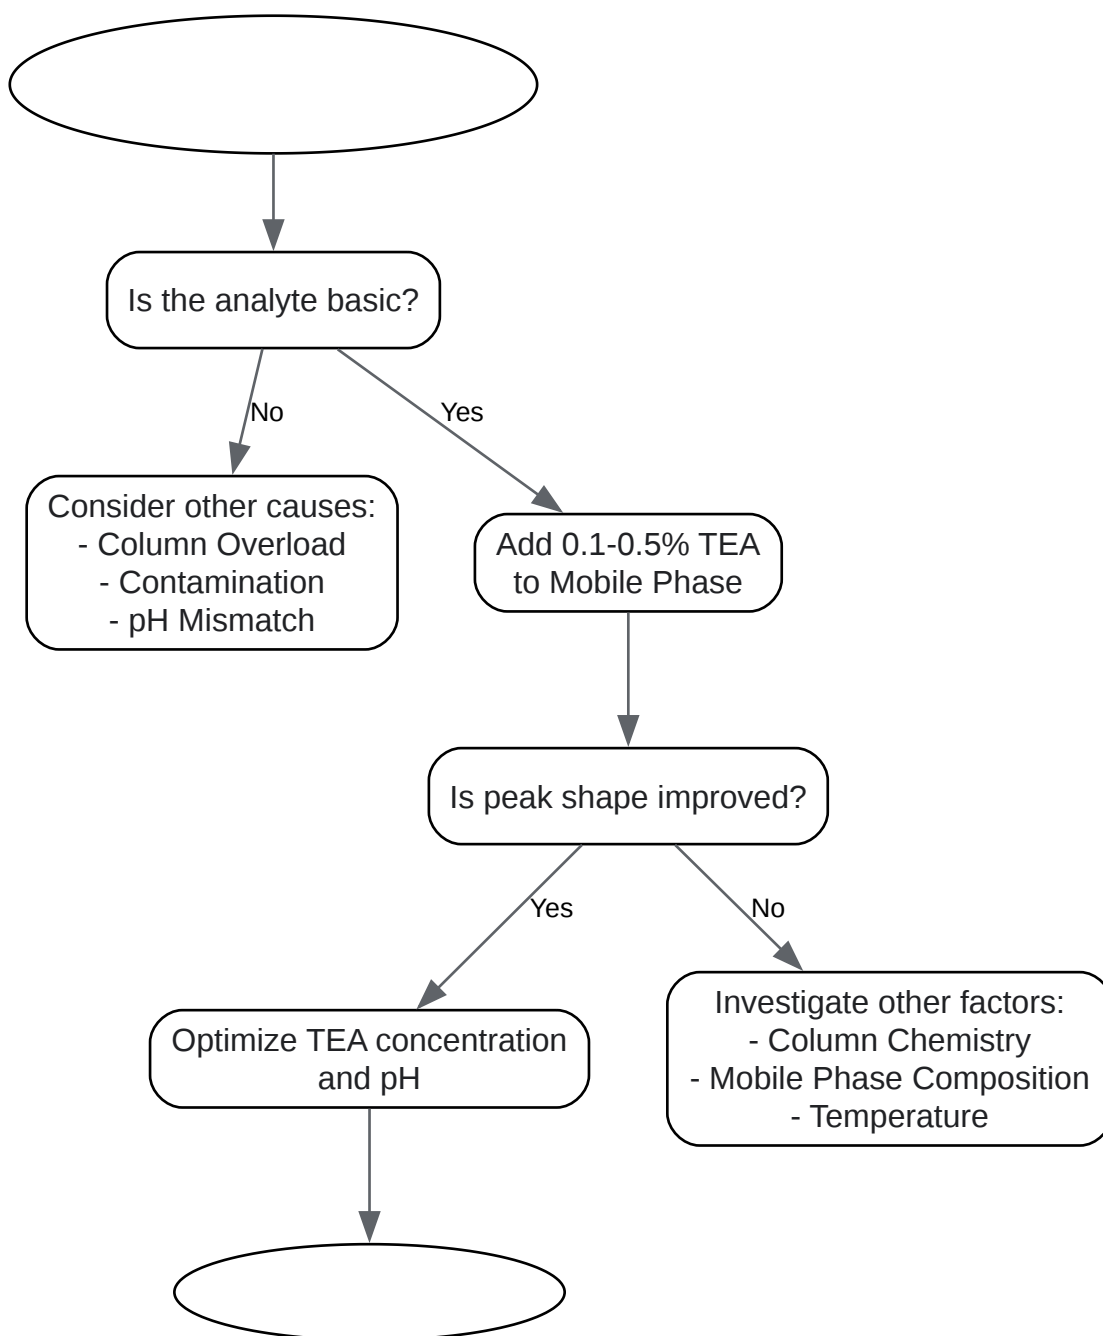 Is the analyte basic?
No
Yes
Consider other causes:
- Column Overload
- Contamination
- pH Mismatch
Add 0.1-0.5% TEA
to Mobile Phase
Is peak shape improved?
Yes
No
Optimize TEA concentration
and pH
Investigate other factors:
- Column Chemistry
- Mobile Phase Composition
- Temperature